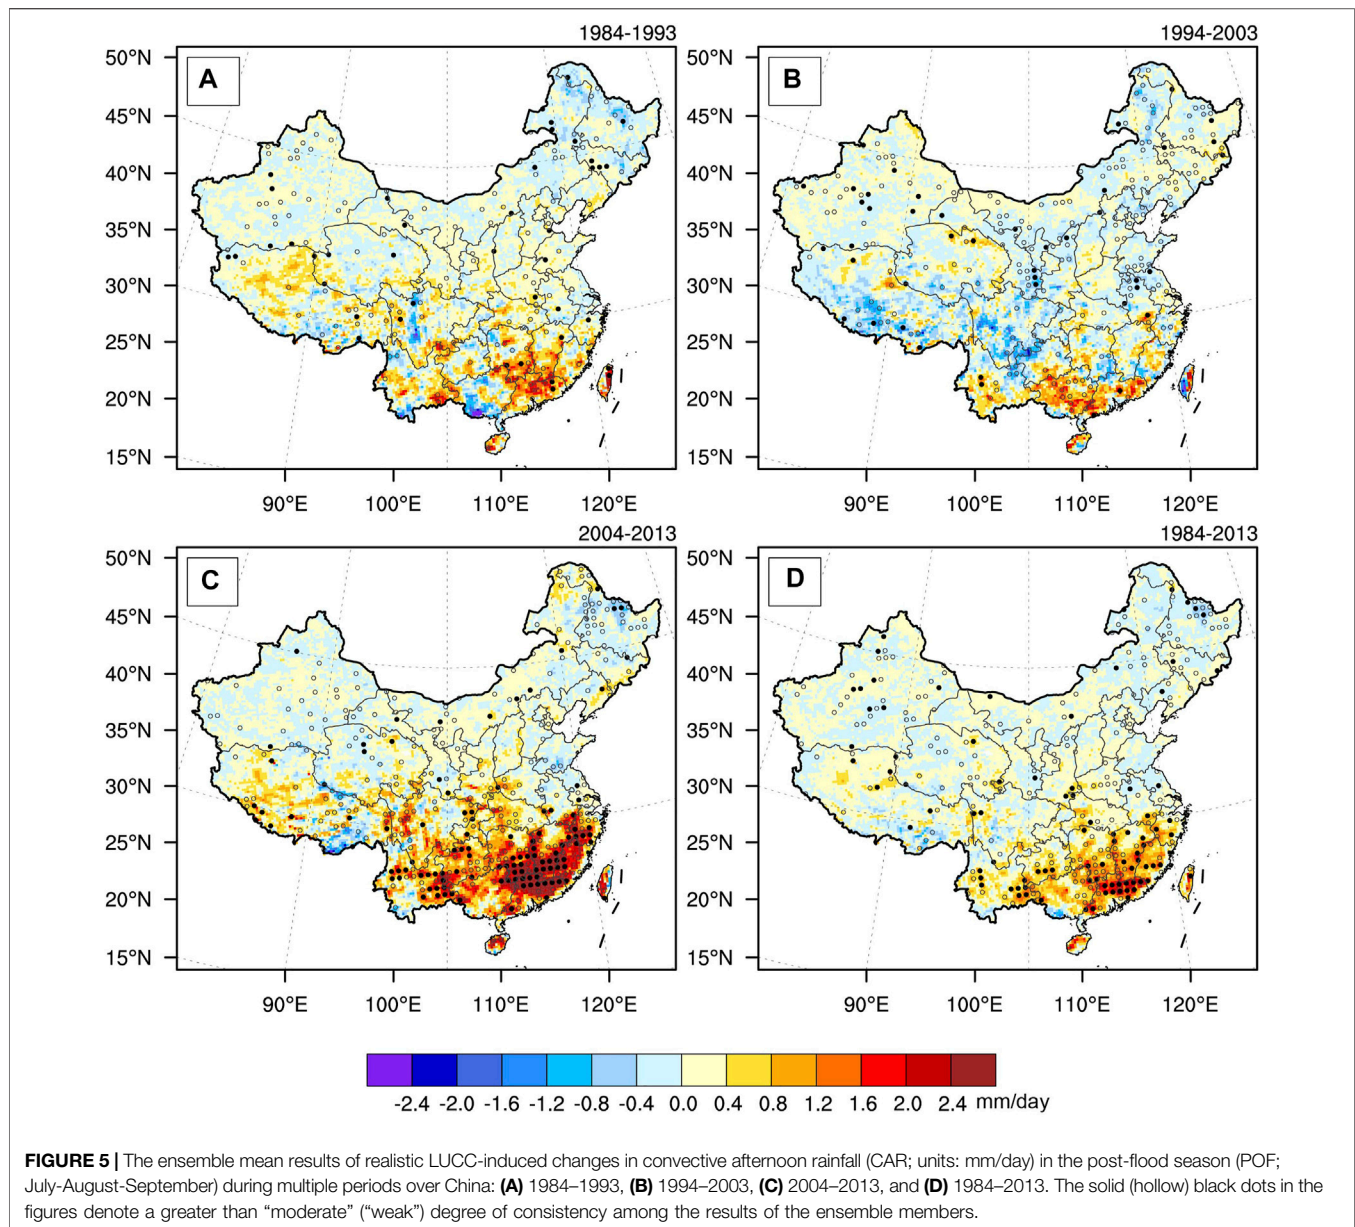 1984-1993
1994-2003
A
B
50°N
45°N
40°N
35°N
30°N
25°N
20°N
15°N
50°N
45°N
40°N
35°N
30°N
25°N
20°N
15°N
90°E 100°E 110°E 120°E
90°E 100°E 110°E 120°E
2004-2013
1984-2013
C
D
50°N
45°N
40°N
35°N
30°N
25°N
20°N
15°N
50°N
45°N
40°N
35°N
30°N
25°N
20°N
15°N
90°E 100°E 110°E 120°E
90°E 100°E 110°E 120°E
-2.4 -2.0 -1.6 -1.2 -0.8 -0.4 0.0 0.4 0.8 1.2 1.6 2.0 2.4 mm/day
FIGURE 5 | The ensemble mean results of realistic LUCC-induced changes in convective afternoon rainfall (CAR; units: mm/day) in the post-flood season (POF;
July-August-September) during multiple periods over China: (A) 1984–1993, (B) 1994–2003, (C) 2004–2013, and (D) 1984–2013. The solid (hollow) black dots in the
figures denote a greater than “moderate” (“weak”) degree of consistency among the results of the ensemble members.